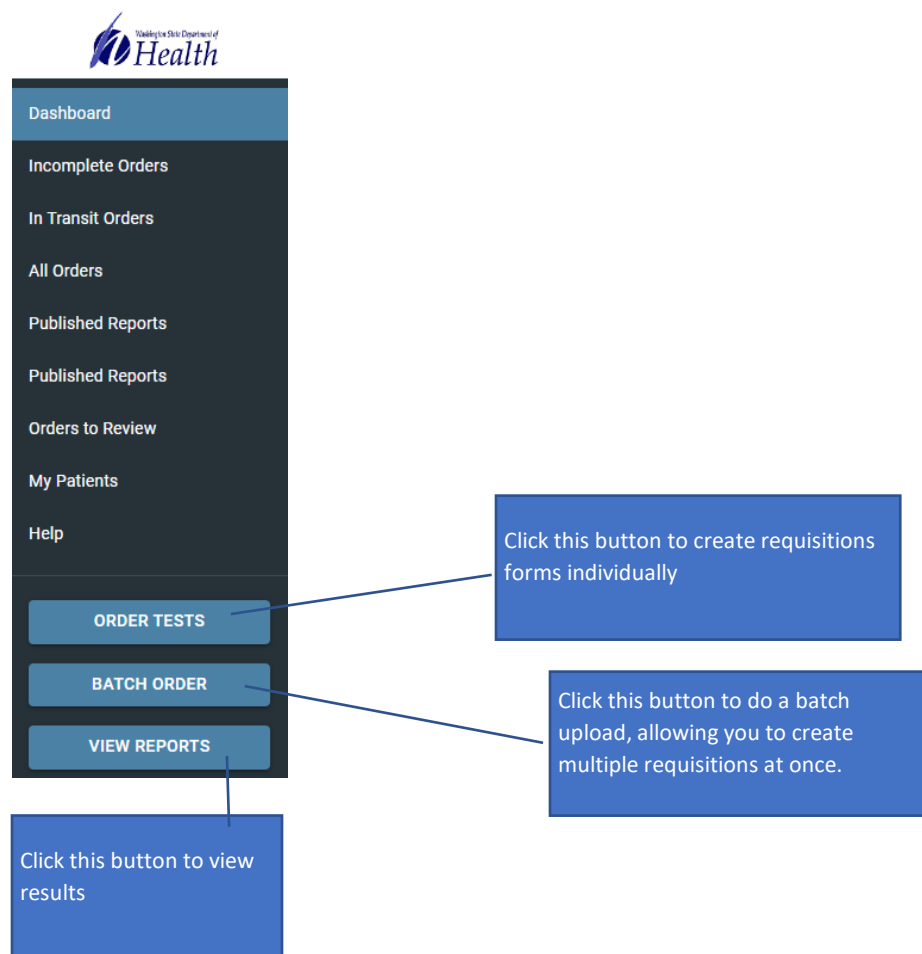 Washington State Department of
Health
Dashboard
Incomplete Orders
In Transit Orders
All Orders
Published Reports
Published Reports
Orders to Review
My Patients
Help
ORDER TESTS
BATCH ORDER
VIEW REPORTS
Click this button to create requisitions
forms individually
Click this button to do a batch
upload, allowing you to create
multiple requisitions at once.
Click this button to view
results